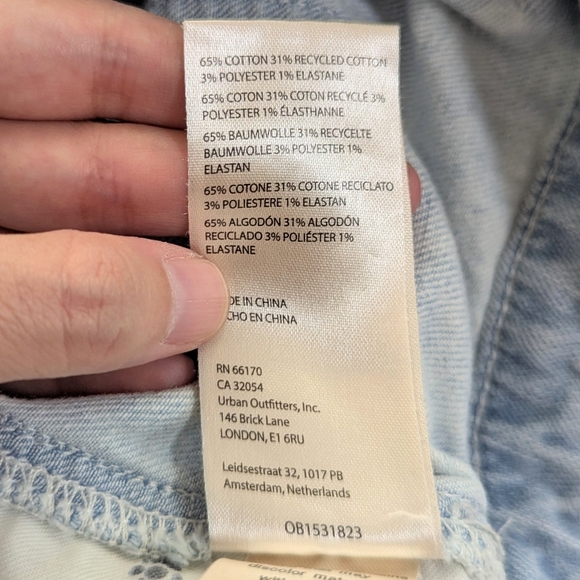 65% COTTON 31% RECYCLED COTTON
3% POLYESTER 1% ELASTANE
65% COTON 31% COTON RECYCLÉ 3%
POLYESTER 1% ÉLASTHANNE
65% BAUMWOLLE 31% RECYCELTE
BAUMWOLLE 3% POLYESTER 1%
ELASTAN
65% COTONE 31% COTONE RICICLATO
3% POLIESTERE 1% ELASTAN
65% ALGODÓN 31% ALGODÓN
RECICLADO 3% POLIÉSTER 1%
ELASTANE
DE IN CHINA
CHO EN CHINA
RN 66170
CA 32054
Urban Outfitters, Inc.
146 Brick Lane
LONDON, E1 6RU
Leidsestraat 32, 1017 PB
Amsterdam, Netherlands
OB1531823
discolor